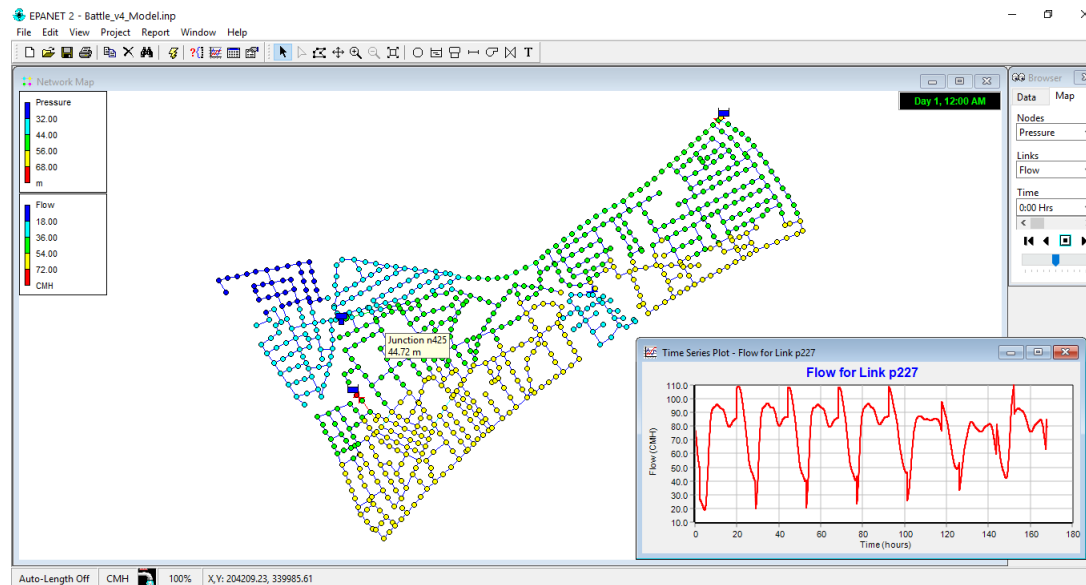 EPANET 2 - Battle_v4_Model.inp
File Edit View Project Report Window Help
T
Network Map
Day 1, 12:00 AM
Pressure
32.00
44.00
56.00
68.00
m
Flow
18.00
36.00
54.00
72.00
CMH
Junction n425
44.72 m
Browser
Data Map
Nodes
Pressure
Links
Flow
Time
0:00 Hrs
Time Series Plot - Flow for Link p227
Flow for Link p227
110.0
100.0
90.0
80.0
70.0
60.0
50.0
40.0
30.0
20.0
10.0
Flow (CMH)
0 20 40 60 80 100 120 140 160 180
Time (hours)
Auto-Length Off CMH 100% X,Y: 204209.23, 339985.61